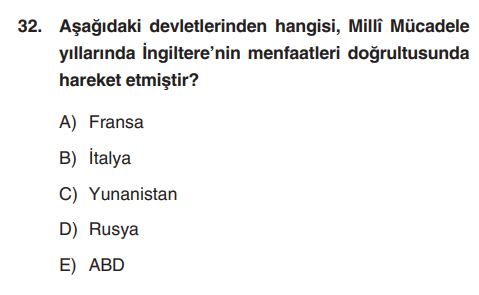 32. Aşağıdaki devletlerinden hangisi, Millî Mücadele
yıllarında İngiltere’nin menfaatleri doğrultusunda
hareket etmiştir?
A) Fransa
B) İtalya
C) Yunanistan
D) Rusya
E) ABD